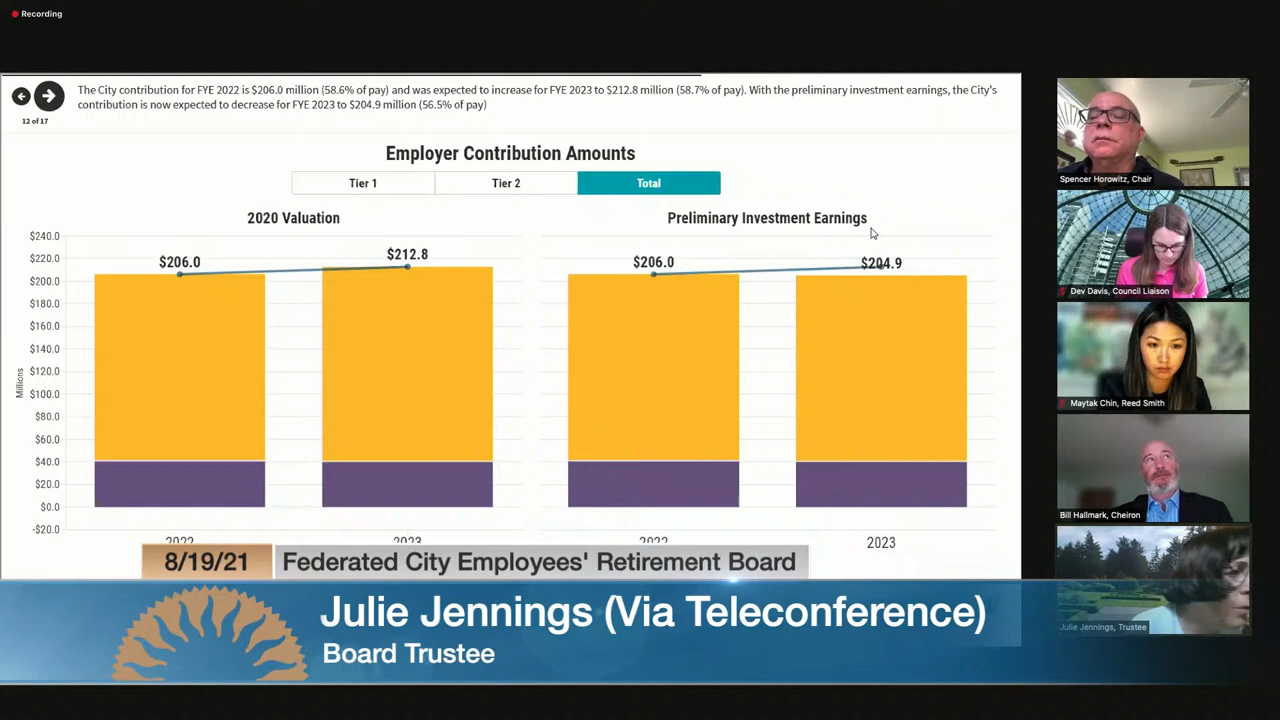 Recording
The City contribution for FYE 2022 is $206.0 million (58.6% of pay) and was expected to increase for FYE 2023 to $212.8 million (58.7% of pay). With the preliminary investment earnings, the City's
contribution is now expected to decrease for FYE 2023 to $204.9 million (56.5% of pay)
12 of 17
Employer Contribution Amounts
Tier 1
Tier 2
Total
2020 Valuation
Preliminary Investment Earnings
$240.0
$220.0
$200.0
$180.0
$160.0
$140.0
$120.0
$100.0
$80.0
$60.0
$40.0
$20.0
$0.0
-$20.0
Millions
$206.0
$212.8
$206.0
$204.9
2022
2023
2022
2023
Spencer Horowitz, Chair
Dev Davis, Council Liaison
Maytak Chin, Reed Smith
Bill Hallmark, Cheiron
Julie Jennings, Trustee
8/19/21
Federated City Employees' Retirement Board
Julie Jennings (Via Teleconference)
Board Trustee